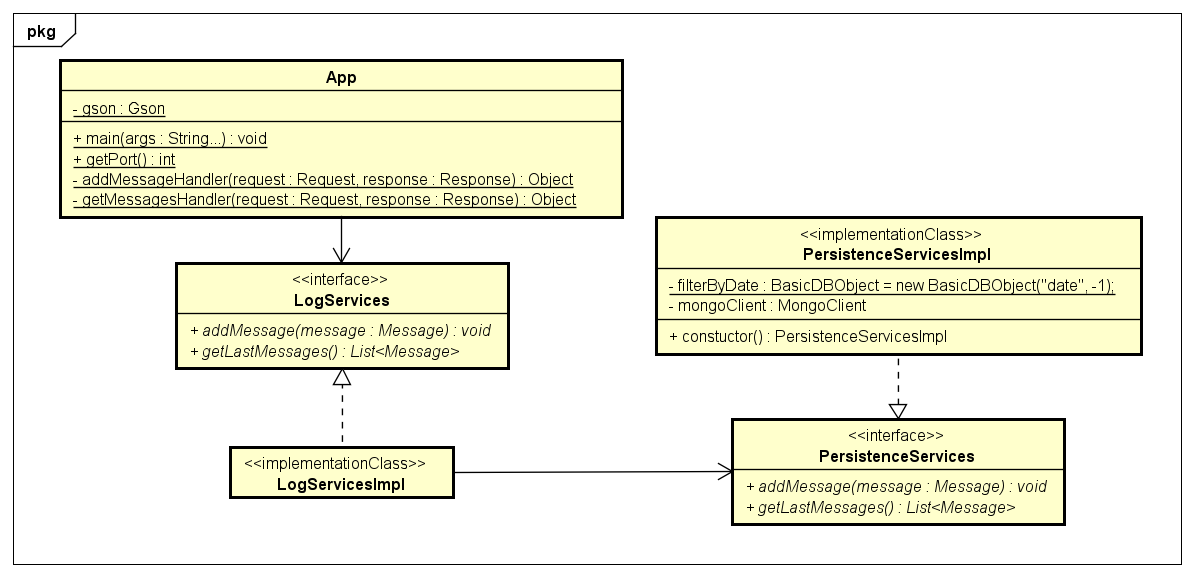 pkg
App
- gson : Gson
+ main(args : String...) : void
+ getPort() : int
- addMessageHandler(request : Request, response : Response) : Object
- getMessagesHandler(request : Request, response : Response) : Object
<<interface>>
LogServices
+ addMessage(message : Message) : void
+ getLastMessages() : List<Message>
<<implementationClass>>
LogServicesImpl
<<implementationClass>>
PersistenceServicesImpl
- filterByDate : BasicDBObject = new BasicDBObject("date", -1);
- mongoClient : MongoClient
+ constuctor() : PersistenceServicesImpl
<<interface>>
PersistenceServices
+ addMessage(message : Message) : void
+ getLastMessages() : List<Message>